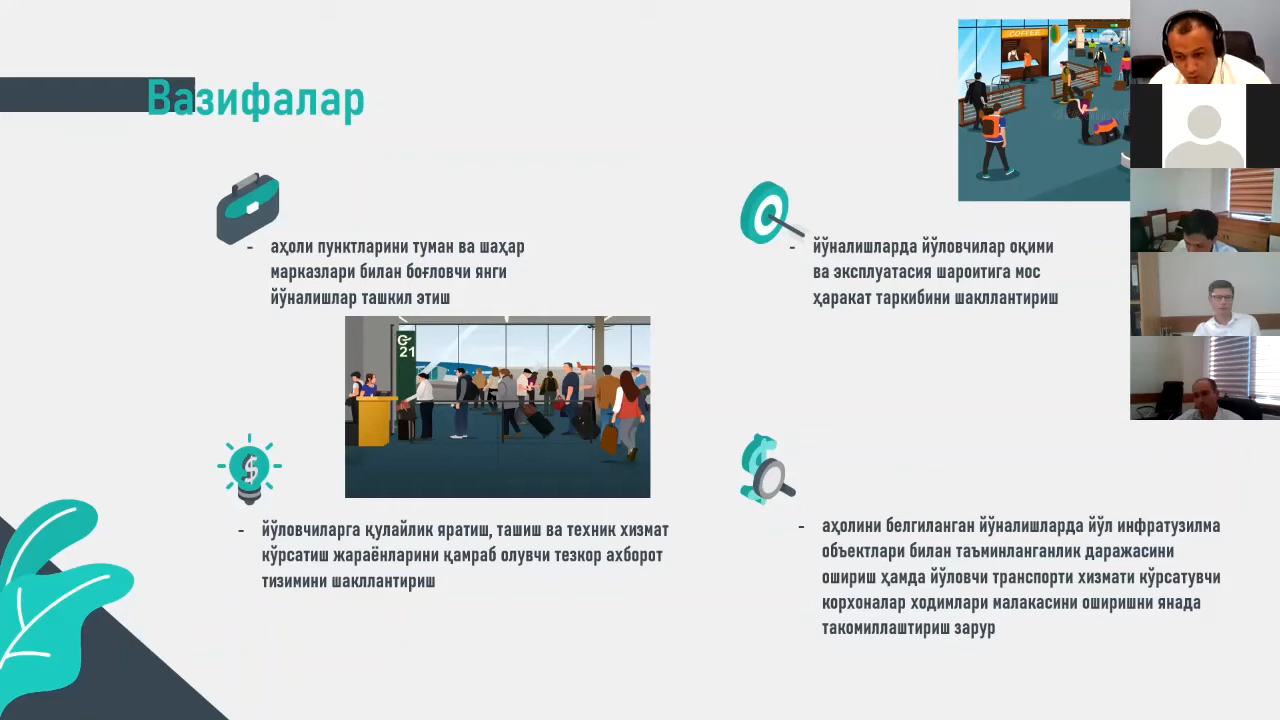 Вазифалар
COFFEE
- аҳоли пунктларини туман ва шаҳар
марказлари билан боғловчи янги
йўналишлар ташкил этиш
- йўналишларда йўловчилар оқими
ва эксплуатасия шароитига мос
ҳаракат таркибини шакллантириш
G
21
- йўловчиларга қулайлик яратиш, ташиш ва техник хизмат
кўрсатиш жараёнларини қамраб олувчи тезкор ахборот
тизимини шакллантириш
- аҳолини белгиланган йўналишларда йўл инфратузилма
объектлари билан таъминланганлик даражасини
ошириш ҳамда йўловчи транспорти хизмати кўрсатувчи
корхоналар ходимлари малакасини оширишни янада
такомиллаштириш зарур